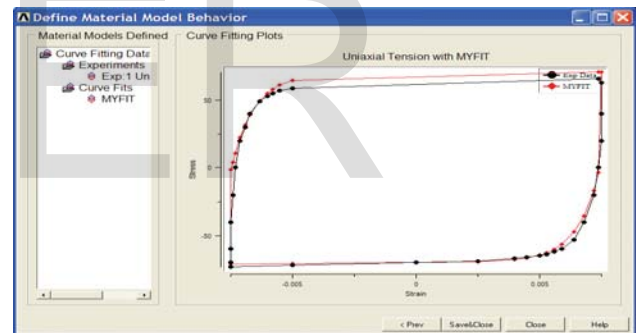 Define Material Model Behavior
Material Models Defined
Curve Fitting Plots
Curve Fitting Data
Experiments
Exp:1 Un
Curve Fits
MYFIT
Uniaxial Tension with MYFIT
Exp Data
MYFIT
50
0
-50
Stress
-0.005
0
0.005
Strain
< Prev
Save&Close
Close
Help
ER